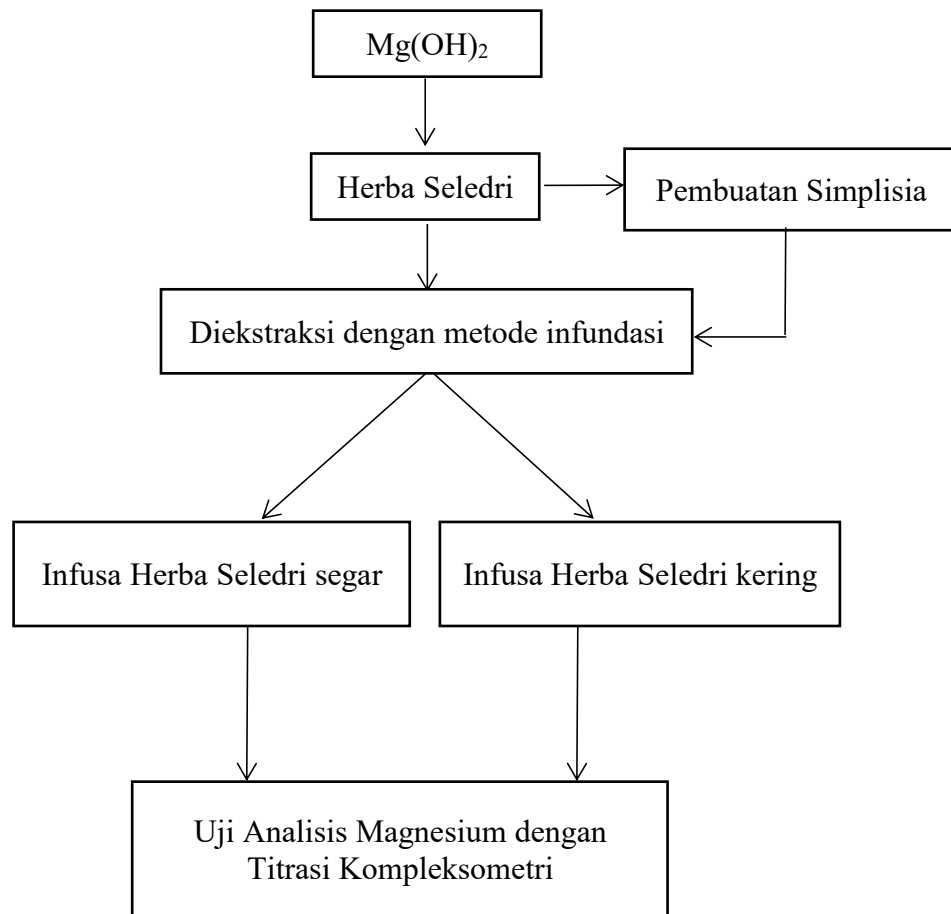 Mg(OH)₂
Herba Seledri
Pembuatan Simplisia
Diekstraksi dengan metode infundasi
Infusa Herba Seledri segar
Infusa Herba Seledri kering
Uji Analisis Magnesium dengan
Titrasi Kompleksometri